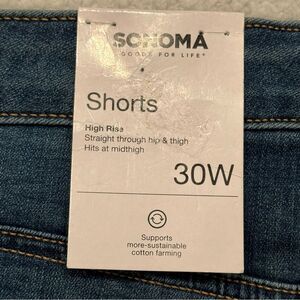 SONOMA
GOODS FOR LIFE®
Shorts
High Rise
Straight through hip & thigh
Hits at midthigh
30W
Supports
more-sustainable
cotton farming